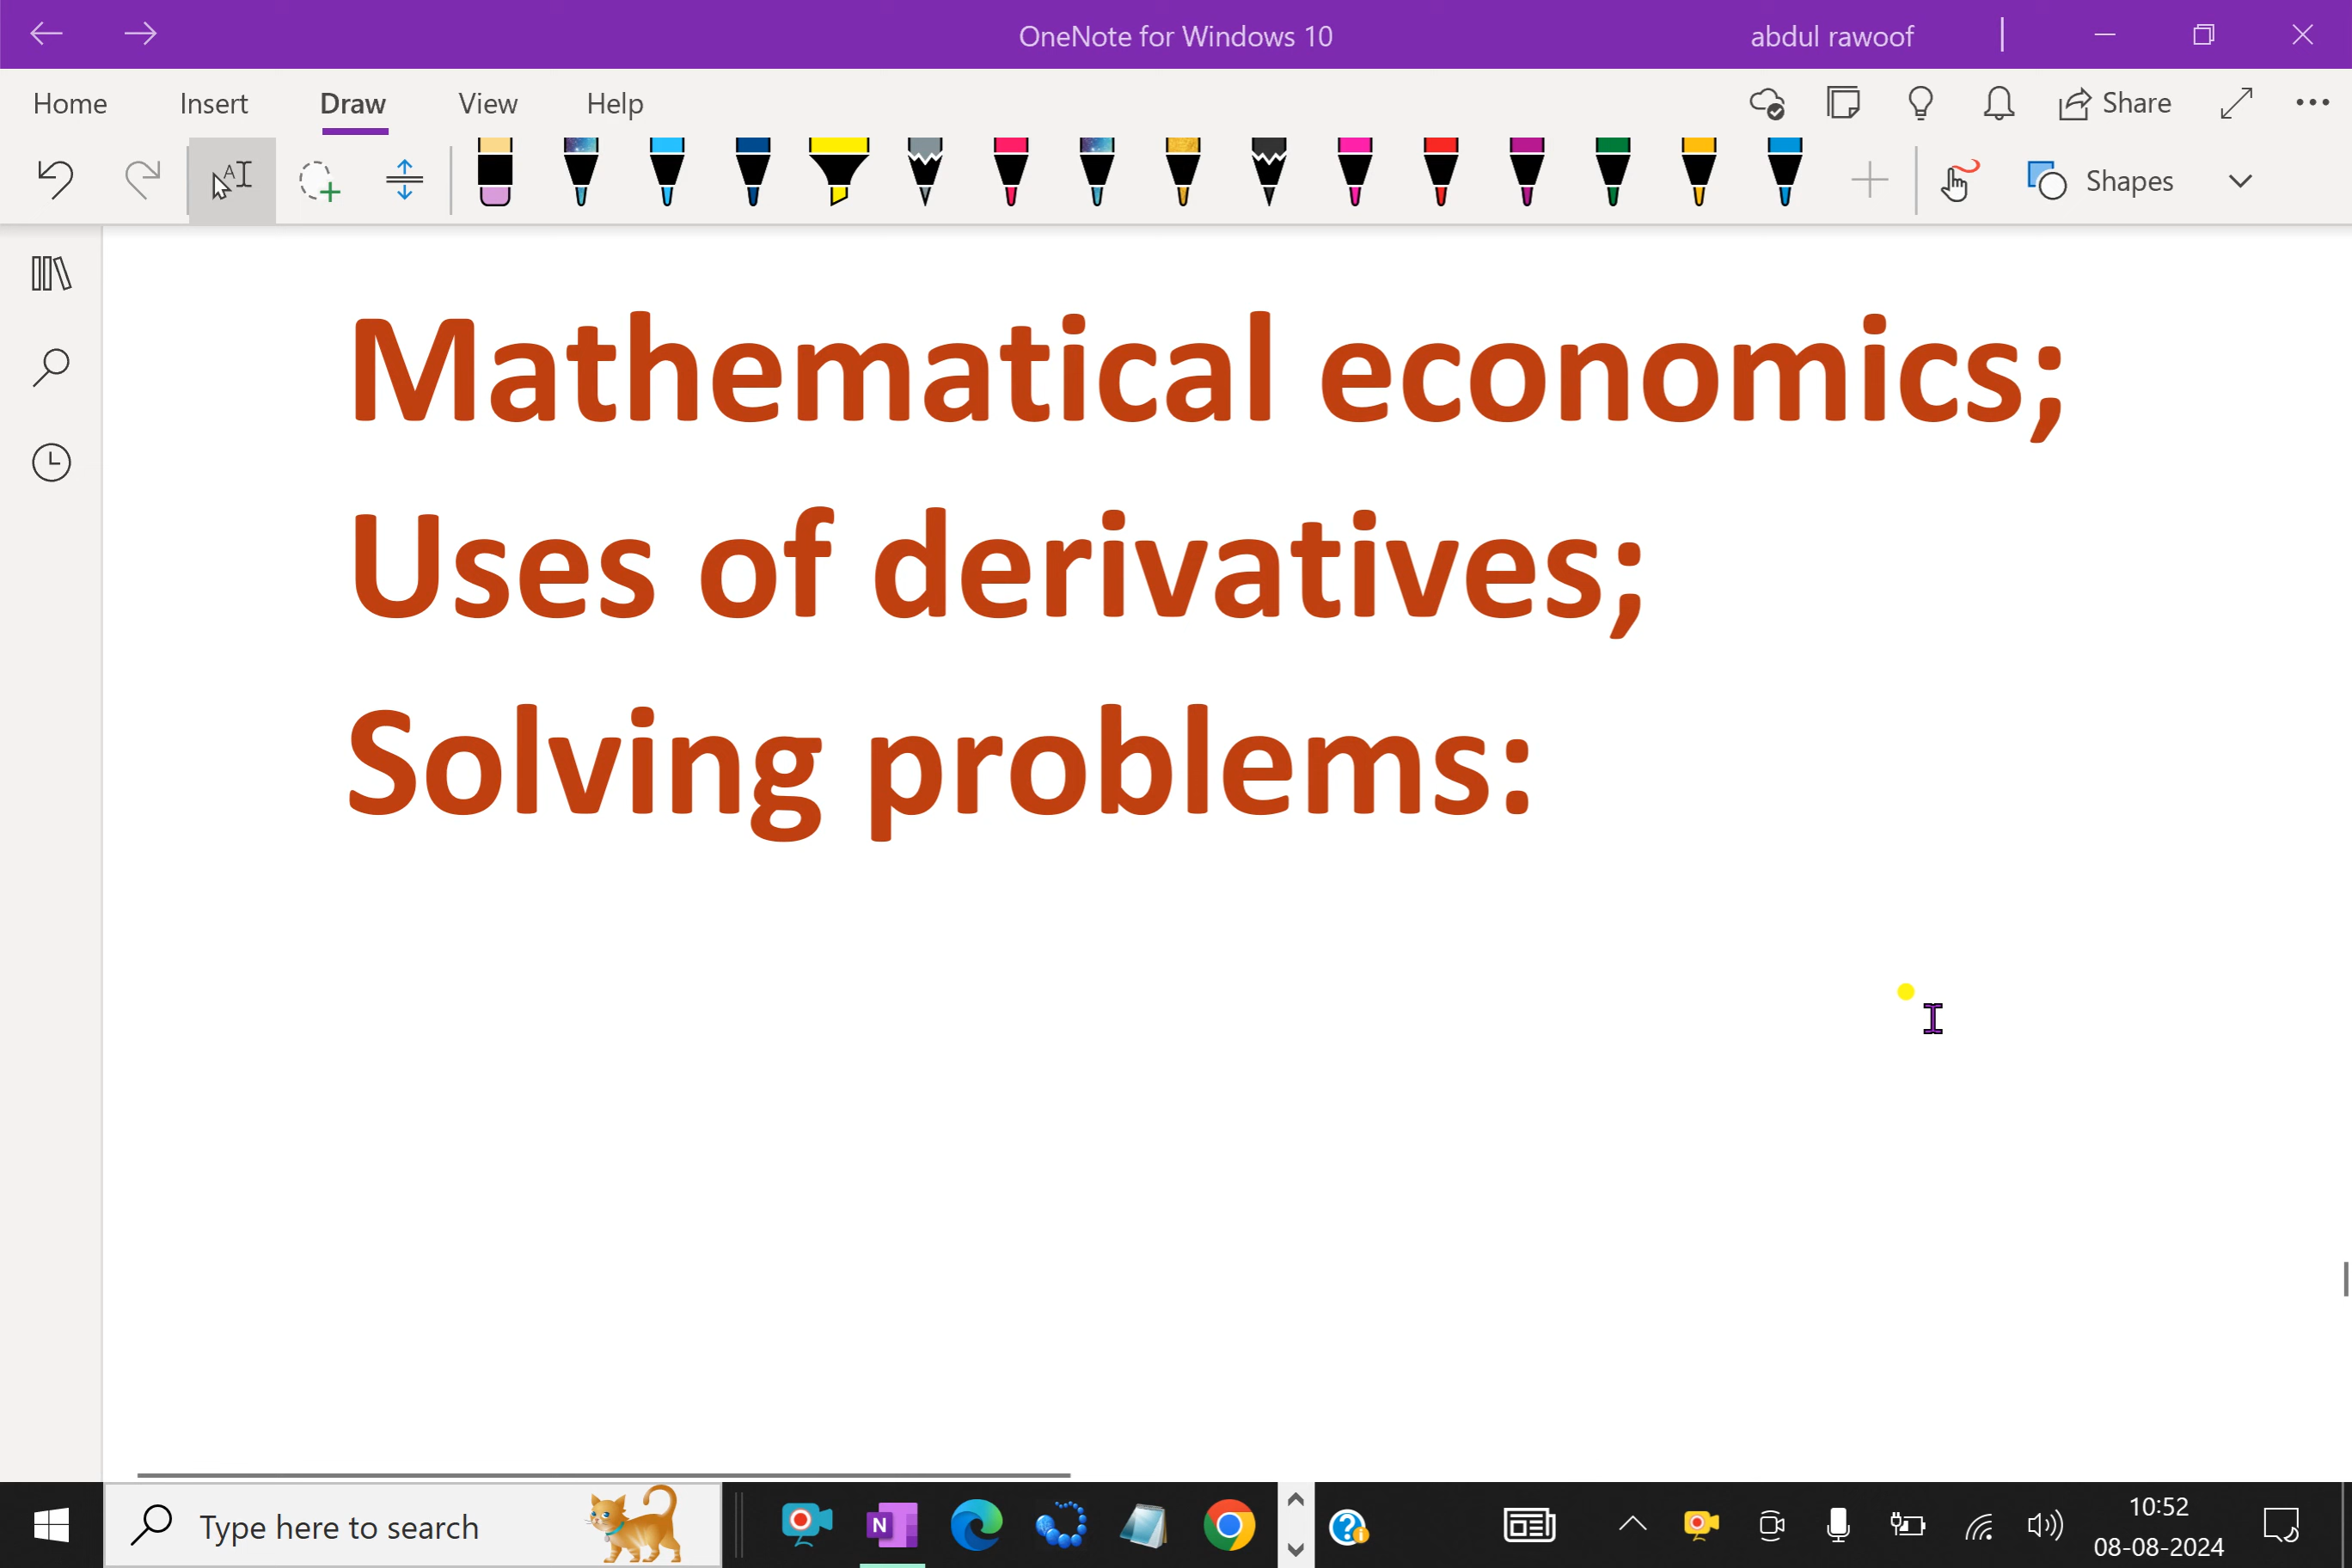 OneNote for Windows 10
abdul rawoof
Home Insert Draw View Help
Share
Shapes
Mathematical economics;
Uses of derivatives;
Solving problems:
Type here to search
10:52
08-08-2024